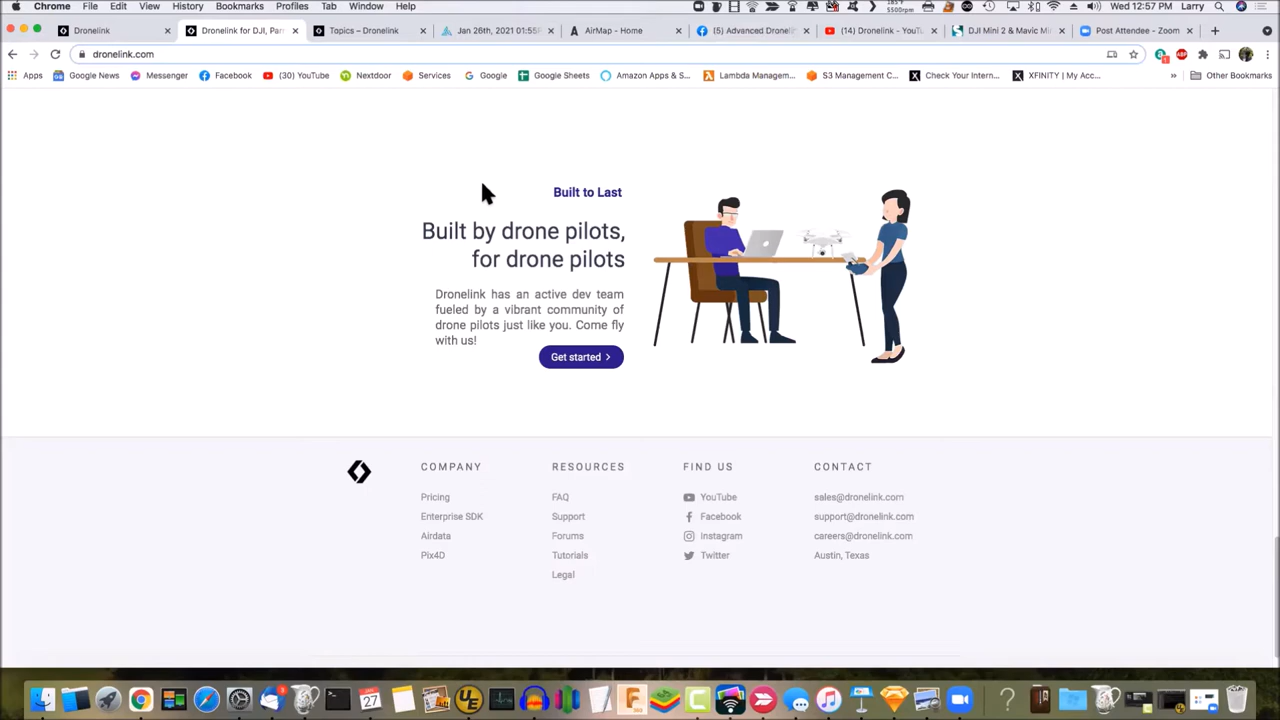 Chrome File Edit View History Bookmarks Profiles Tab Window Help
5500rpm
Wed 12:57 PM Larry
Dronelink
Dronelink for DJI, Parr
Topics – Dronelink
Jan 26th, 2021 01:55
AirMap - Home
(5) Advanced Droneli
(14) Dronelink - YouTu
DJI Mini 2 & Mavic M
Post Attendee - Zoom
dronelink.com
Apps Google News Messenger Facebook (30) YouTube Nextdoor Services Google Google Sheets Amazon Apps & S... Lambda Managem... S3 Management C... Check Your Intern... XFINITY | My Acc... » Other Bookmarks
Built to Last
Built by drone pilots,
for drone pilots
Dronelink has an active dev team
fueled by a vibrant community of
drone pilots just like you. Come fly
with us!
Get started >
COMPANY
Pricing
Enterprise SDK
Airdata
Pix4D
RESOURCES
FAQ
Support
Forums
Tutorials
Legal
FIND US
YouTube
Facebook
Instagram
Twitter
CONTACT
sales@dronelink.com
support@dronelink.com
careers@dronelink.com
Austin, Texas